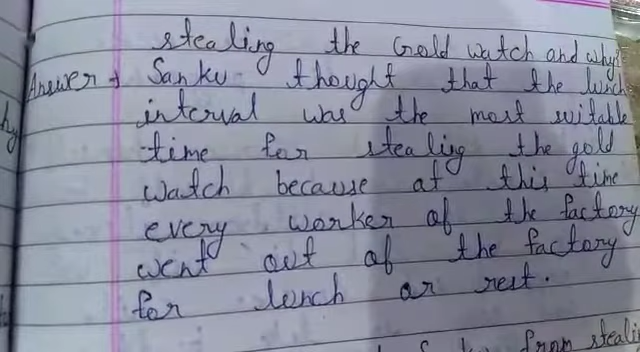 stealing the Gold watch and why?
Answer → Sanku thought that the lunch
interval was the most suitable
time for stealing the gold
watch because at this time
every worker of the factory
went out of the factory
for lunch or rest.
from steali